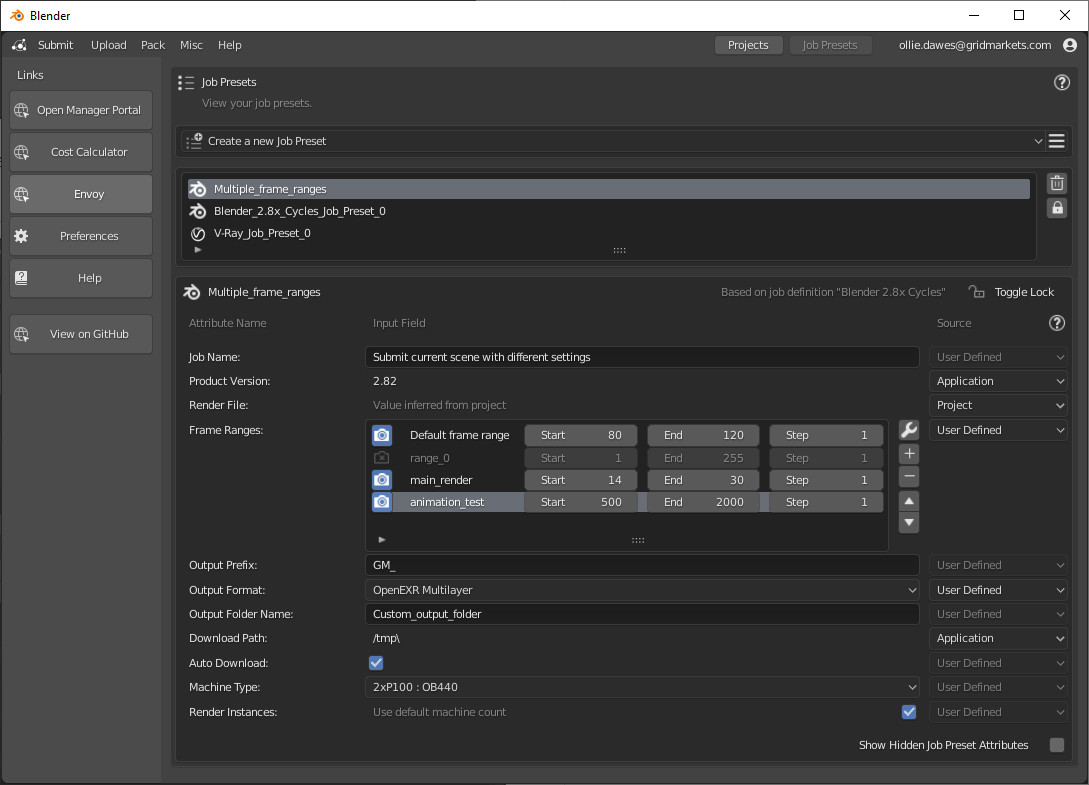 Blender
Submit Upload Pack Misc Help Projects Job Presets ollie.dawes@gridmarkets.com
Links
Open Manager Portal
Cost Calculator
Envoy
Preferences
Help
View on GitHub
Job Presets
View your job presets.
Create a new Job Preset
Multiple_frame_ranges
Blender_2.8x_Cycles_Job_Preset_0
V-Ray_Job_Preset_0
Multiple_frame_ranges Based on job definition "Blender 2.8x Cycles" Toggle Lock
Attribute Name Input Field Source
Job Name: Submit current scene with different settings User Defined
Product Version: 2.82 Application
Render File: Value inferred from project Project
Frame Ranges: User Defined
Default frame range Start 80 End 120 Step 1
range_0 Start 1 End 255 Step 1
main_render Start 14 End 30 Step 1
animation_test Start 500 End 2000 Step 1
Output Prefix: GM_ User Defined
Output Format: OpenEXR Multilayer User Defined
Output Folder Name: Custom_output_folder User Defined
Download Path: /tmp\ Application
Auto Download: User Defined
Machine Type: 2xP100 : OB440 User Defined
Render Instances: Use default machine count User Defined
Show Hidden Job Preset Attributes